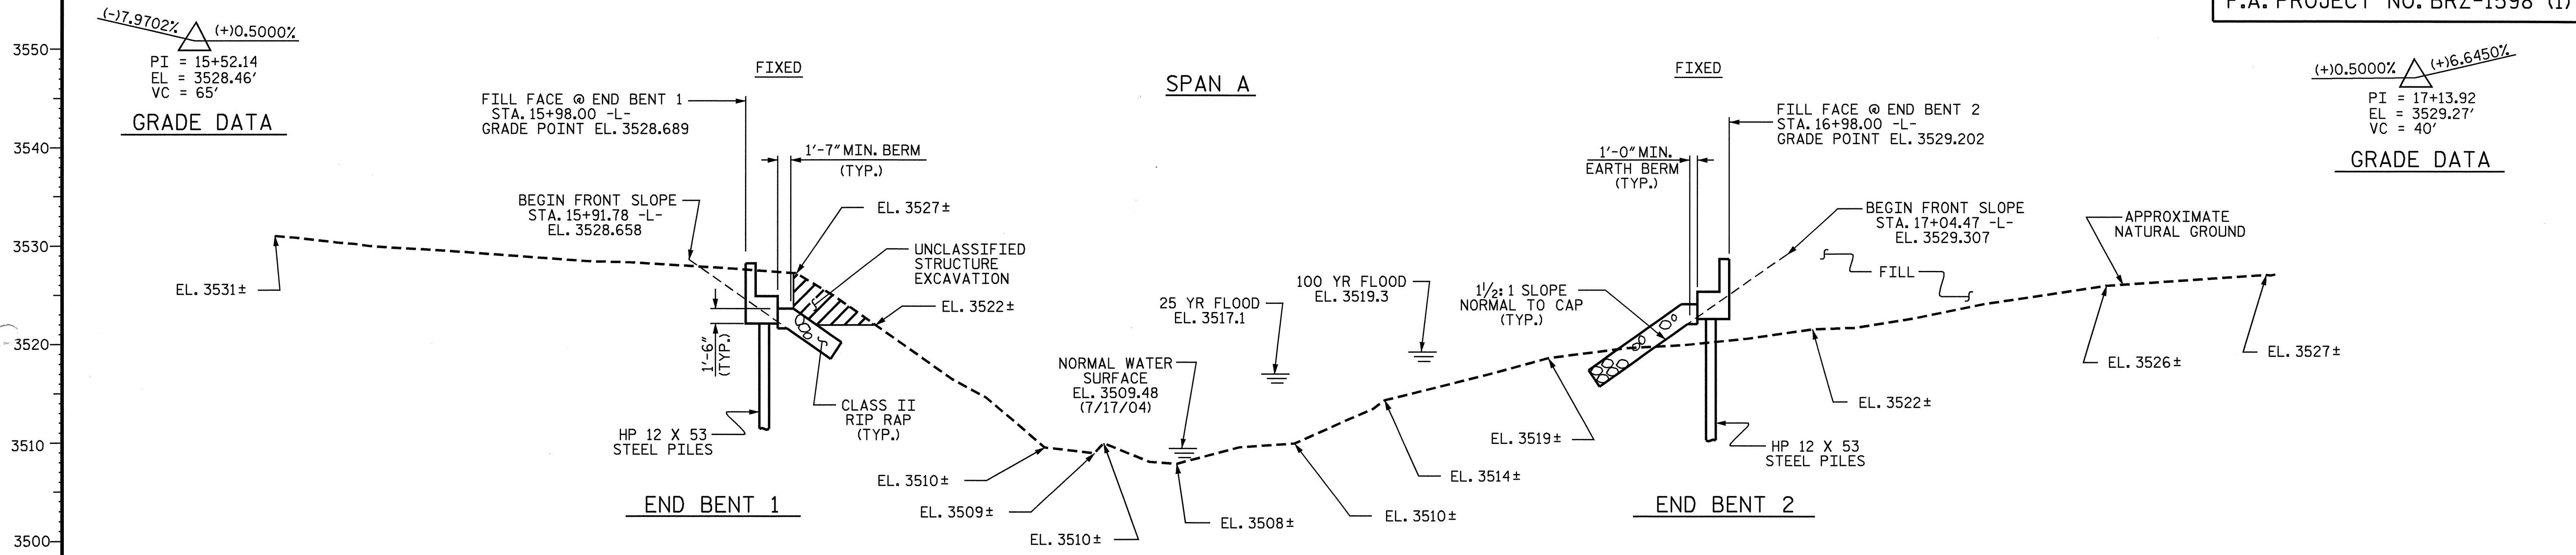 F.A. PROJECT NO. BRZ-1598 (1)
(-)7.9702%
(+)0.5000%
PI = 15+52.14
EL = 3528.46'
VC = 65'
GRADE DATA
3550
3540
3530
3520
3510
3500
FIXED
FILL FACE @ END BENT 1
STA. 15+98.00 -L-
GRADE POINT EL. 3528.689
1'-7" MIN. BERM
(TYP.)
BEGIN FRONT SLOPE
STA. 15+91.78 -L-
EL. 3528.658
EL. 3527±
UNCLASSIFIED
STRUCTURE
EXCAVATION
EL. 3531±
EL. 3522±
1'-6"
(TYP.)
CLASS II
RIP RAP
(TYP.)
HP 12 X 53
STEEL PILES
END BENT 1
SPAN A
25 YR FLOOD
EL. 3517.1
100 YR FLOOD
EL. 3519.3
NORMAL WATER
SURFACE
EL. 3509.48
(7/17/04)
EL. 3510±
EL. 3509±
EL. 3510±
EL. 3508±
EL. 3510±
EL. 3514±
EL. 3519±
FIXED
FILL FACE @ END BENT 2
STA. 16+98.00 -L-
GRADE POINT EL. 3529.202
1'-0" MIN.
EARTH BERM
(TYP.)
1½:1 SLOPE
NORMAL TO CAP
(TYP.)
BEGIN FRONT SLOPE
STA. 17+04.47 -L-
EL. 3529.307
FILL
APPROXIMATE
NATURAL GROUND
EL. 3522±
EL. 3526±
EL. 3527±
HP 12 X 53
STEEL PILES
END BENT 2
(+)0.5000%
(+)6.6450%
PI = 17+13.92
EL = 3529.27'
VC = 40'
GRADE DATA